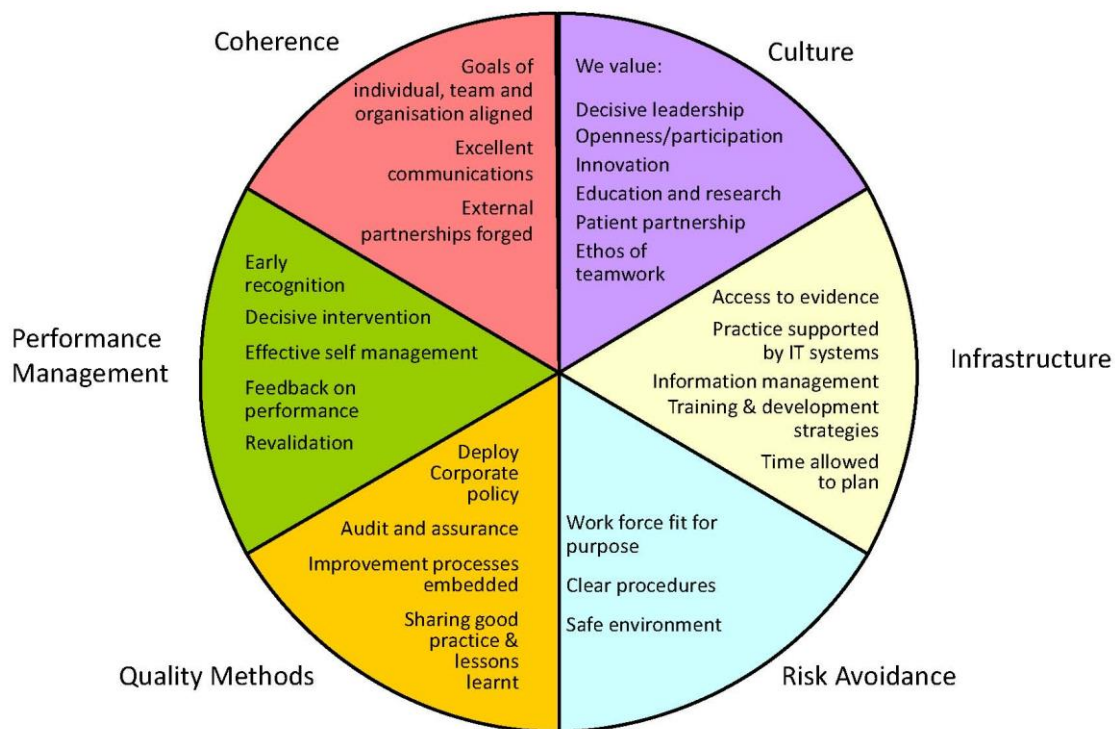 Coherence
Goals of
individual, team and
organisation aligned
Excellent
communications
External
partnerships forged
Culture
We value:
Decisive leadership
Openness/participation
Innovation
Education and research
Patient partnership
Ethos of
teamwork
Infrastructure
Access to evidence
Practice supported
by IT systems
Information management
Training & development
strategies
Time allowed
to plan
Risk Avoidance
Work force fit for
purpose
Clear procedures
Safe environment
Quality Methods
Deploy
Corporate
policy
Audit and assurance
Improvement processes
embedded
Sharing good
practice &
lessons
learnt
Performance
Management
Early
recognition
Decisive intervention
Effective self management
Feedback on
performance
Revalidation